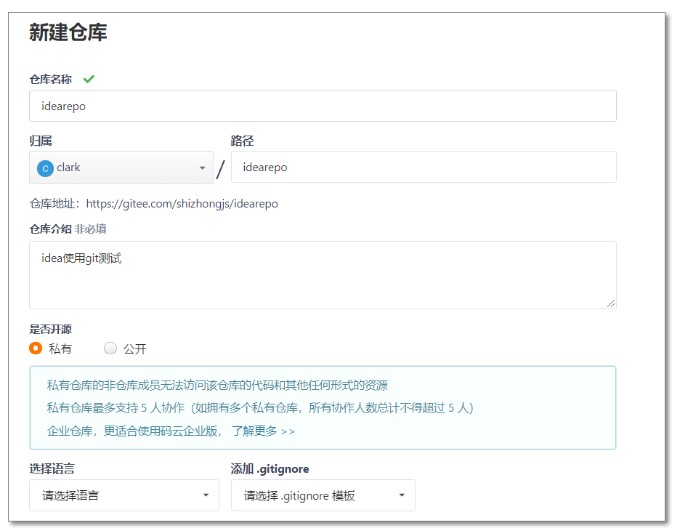 新建仓库
仓库名称
idearepo
归属 路径
C clark / idearepo
仓库地址：https://gitee.com/shizhongjs/idearepo
仓库介绍 非必填
idea使用git测试
是否开源
私有 公开
私有仓库的非仓库成员无法访问该仓库的代码和其他任何形式的资源
私有仓库最多支持 5 人协作（如拥有多个私有仓库，所有协作人数总计不得超过 5 人）
企业仓库，更适合使用码云企业版， 了解更多 >>
选择语言 添加 .gitignore
请选择语言 请选择 .gitignore 模板